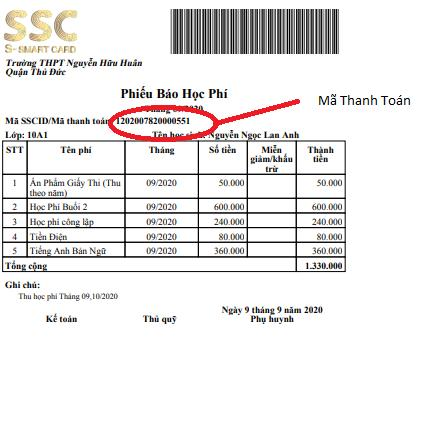 SSC
S-SMART CARD
Trường THPT Nguyễn Hữu Huân
Quận Thủ Đức
Phiếu Báo Học Phí
Mã Thanh Toán
Mã SSCID/Mã thanh toán 1202007820000551
Lớp: 10A1 Tên học sinh: Nguyễn Ngọc Lan Anh
STT Tên phí Tháng Số tiền Miễn giảm/khấu trừ Thành tiền
1 Ấn Phẩm Giấy Thi (Thu theo năm) 09/2020 50.000 50.000
2 Học Phí Buổi 2 09/2020 600.000 600.000
3 Học phí công lập 09/2020 240.000 240.000
4 Tiền Điện 09/2020 80.000 80.000
5 Tiếng Anh Bản Ngữ 09/2020 360.000 360.000
Tổng cộng 1.330.000
Ghi chú:
Thu học phí Tháng 09,10/2020
Ngày 9 tháng 9 năm 2020
Kế toán Thủ quỹ Phụ huynh